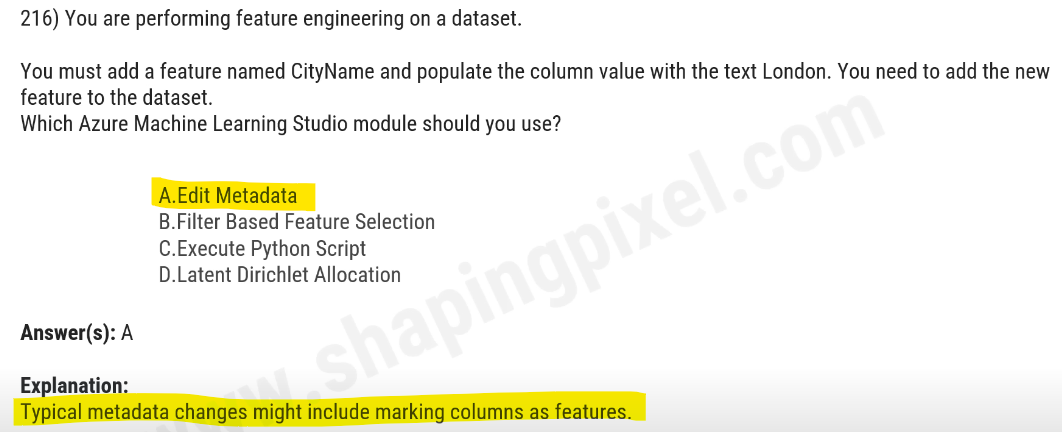 216) You are performing feature engineering on a dataset.
You must add a feature named CityName and populate the column value with the text London. You need to add the new
feature to the dataset.
Which Azure Machine Learning Studio module should you use?
A.Edit Metadata
B.Filter Based Feature Selection
C.Execute Python Script
D.Latent Dirichlet Allocation
Answer(s): A
Explanation:
Typical metadata changes might include marking columns as features.
www.shapingpixel.com